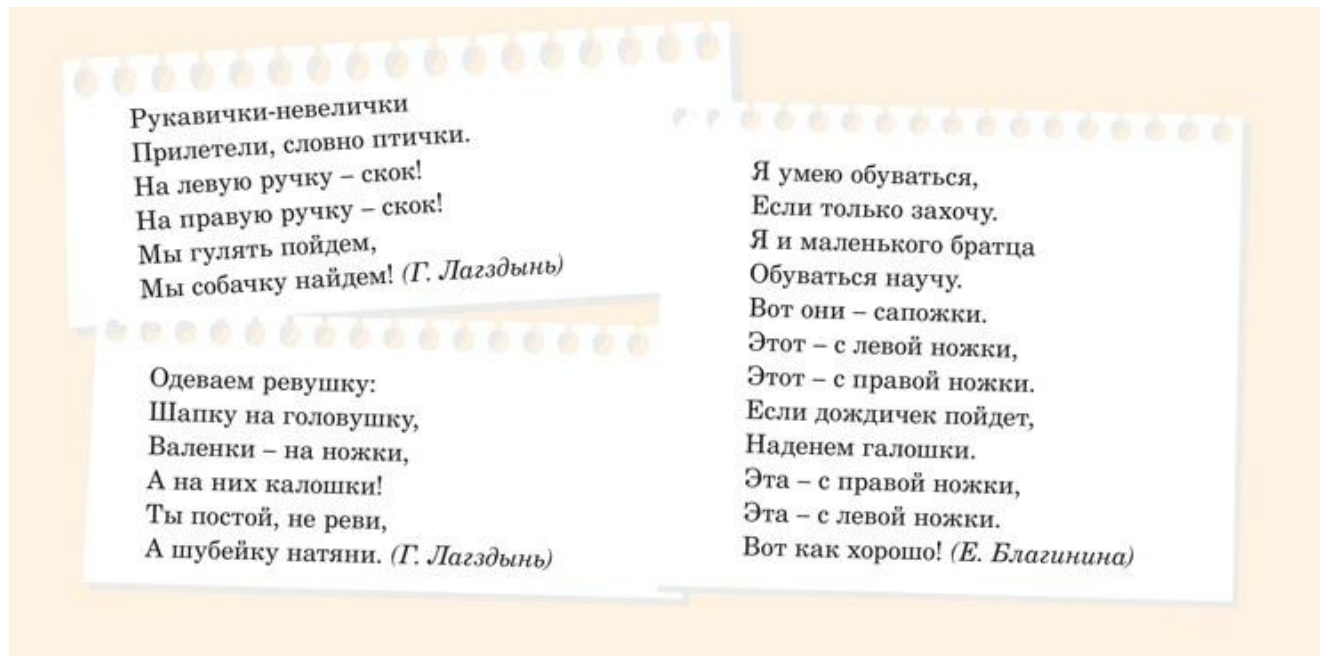 Рукавички-невелички
Прилетели, словно птички.
На левую ручку – скок!
На правую ручку – скок!
Мы гулять пойдем,
Мы собачку найдем! (Г. Лагздынь)
Одеваем ревушку:
Шапку на головушку,
Валенки – на ножки,
А на них калошки!
Ты постой, не реви,
А шубейку натяни. (Г. Лагздынь)
Я умею обуваться,
Если только захочу.
Я и маленького братца
Обуваться научу.
Вот они – сапожки.
Этот – с левой ножки,
Этот – с правой ножки.
Если дождичек пойдет,
Наденем галошки.
Эта – с правой ножки,
Эта – с левой ножки.
Вот как хорошо! (Е. Благинина)